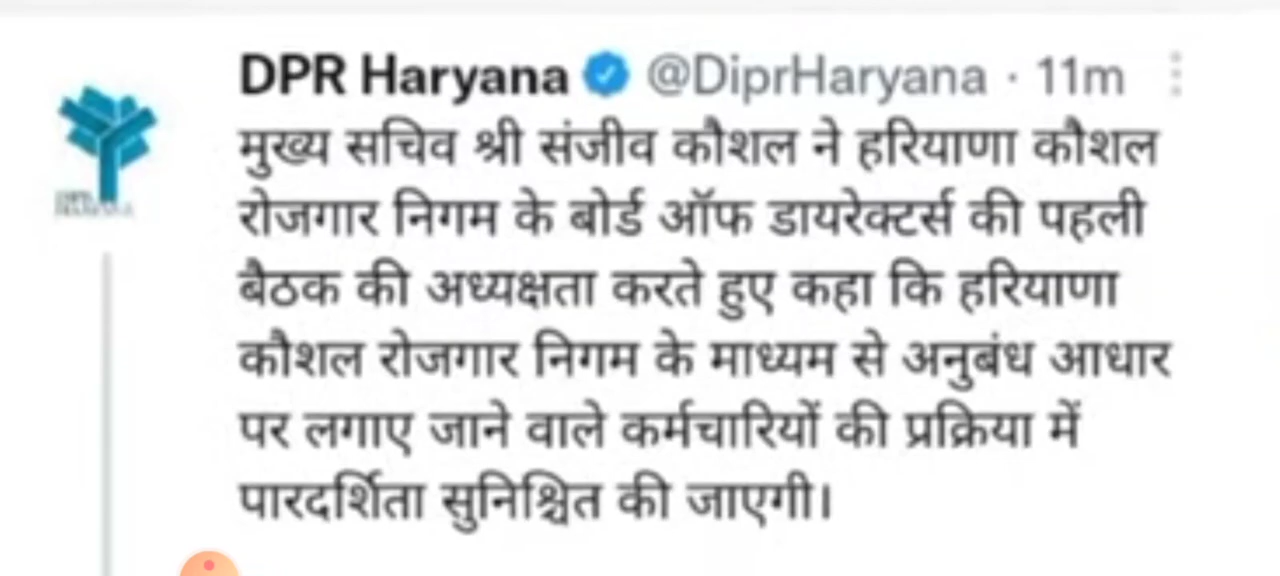 DPR Haryana @DiprHaryana · 11m
मुख्य सचिव श्री संजीव कौशल ने हरियाणा कौशल
रोजगार निगम के बोर्ड ऑफ डायरेक्टर्स की पहली
बैठक की अध्यक्षता करते हुए कहा कि हरियाणा
कौशल रोजगार निगम के माध्यम से अनुबंध आधार
पर लगाए जाने वाले कर्मचारियों की प्रक्रिया में
पारदर्शिता सुनिश्चित की जाएगी।